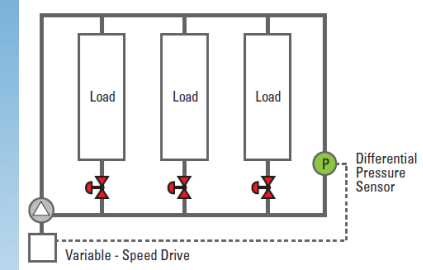 Load
Load
Load
P
Differential
Pressure
Sensor
Variable - Speed Drive